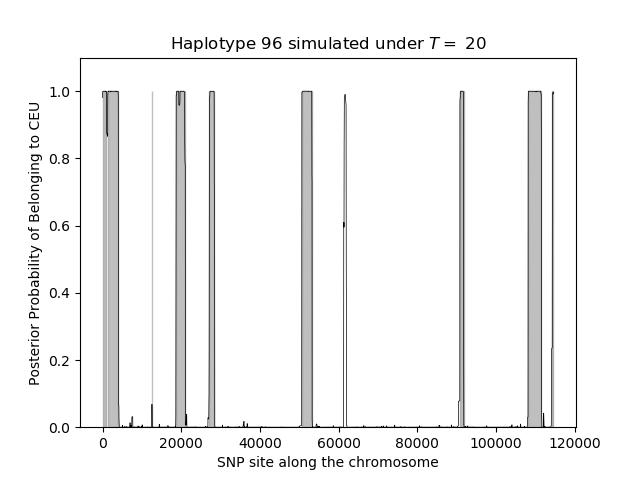 Haplotype 96 simulated under T = 20
Posterior Probability of Belonging to CEU
1.0
0.8
0.6
0.4
0.2
0.0
0 20000 40000 60000 80000 100000 120000
SNP site along the chromosome